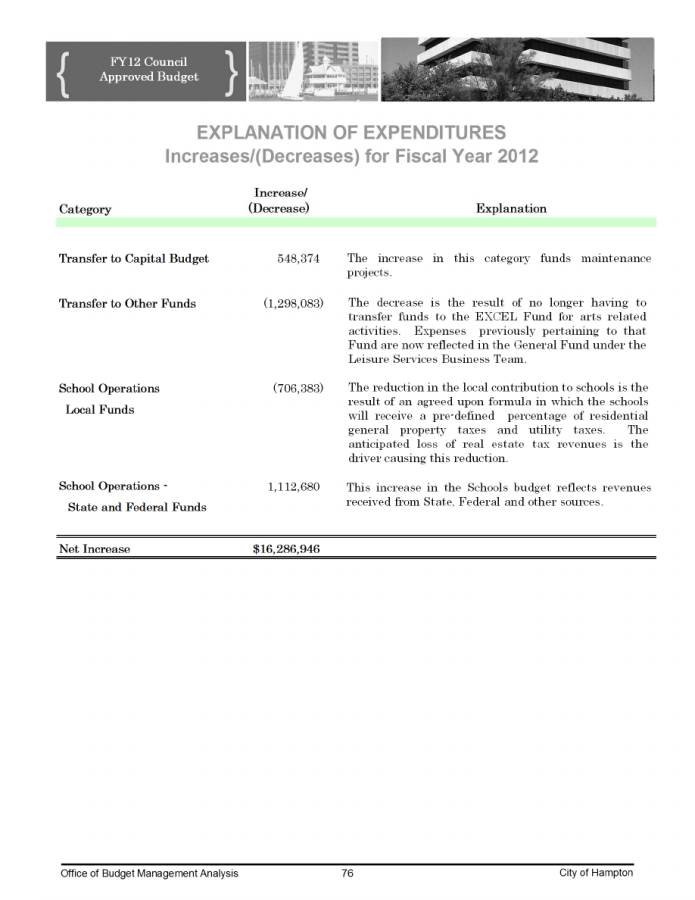 FY12 Council
Approved Budget
EXPLANATION OF EXPENDITURES
Increases/(Decreases) for Fiscal Year 2012
Increase/
Category (Decrease) Explanation
Transfer to Capital Budget 548,374 The increase in this category funds maintenance
projects.
Transfer to Other Funds (1,298,083) The decrease is the result of no longer having to
transfer funds to the EXCEL Fund for arts related
activities. Expenses previously pertaining to that
Fund are now reflected in the General Fund under the
Leisure Services Business Team.
School Operations (706,383) The reduction in the local contribution to schools is the
result of an agreed upon formula in which the schools
Local Funds will receive a pre-defined percentage of residential
general property taxes and utility taxes. The
anticipated loss of real estate tax revenues is the
driver causing this reduction.
School Operations - 1,112,680 This increase in the Schools budget reflects revenues
State and Federal Funds received from State, Federal and other sources.
Net Increase $16,286,946
Office of Budget Management Analysis 76 City of Hampton